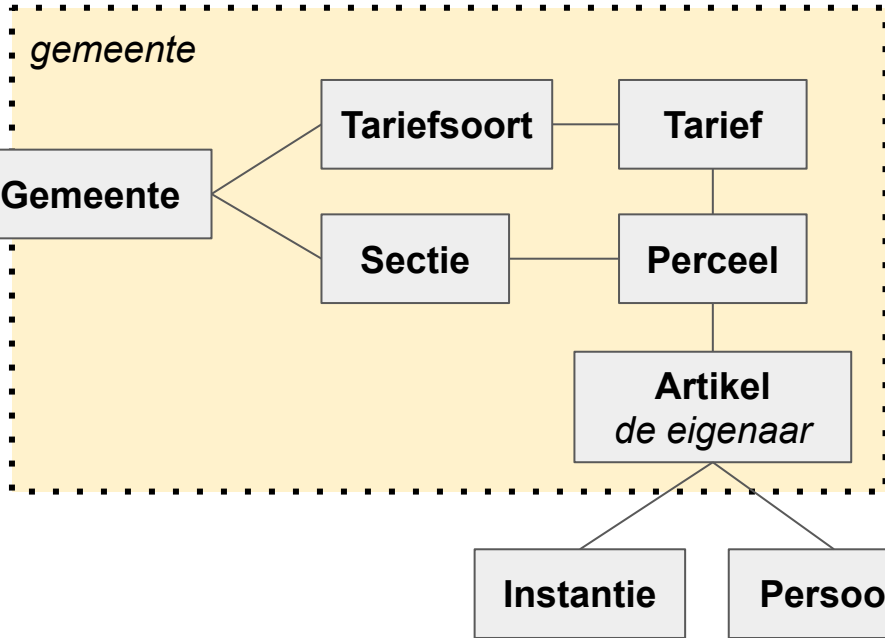 gemeente
Tariefsoort
Tarief
Gemeente
Sectie
Perceel
Artikel
de eigenaar
Instantie
Persoo